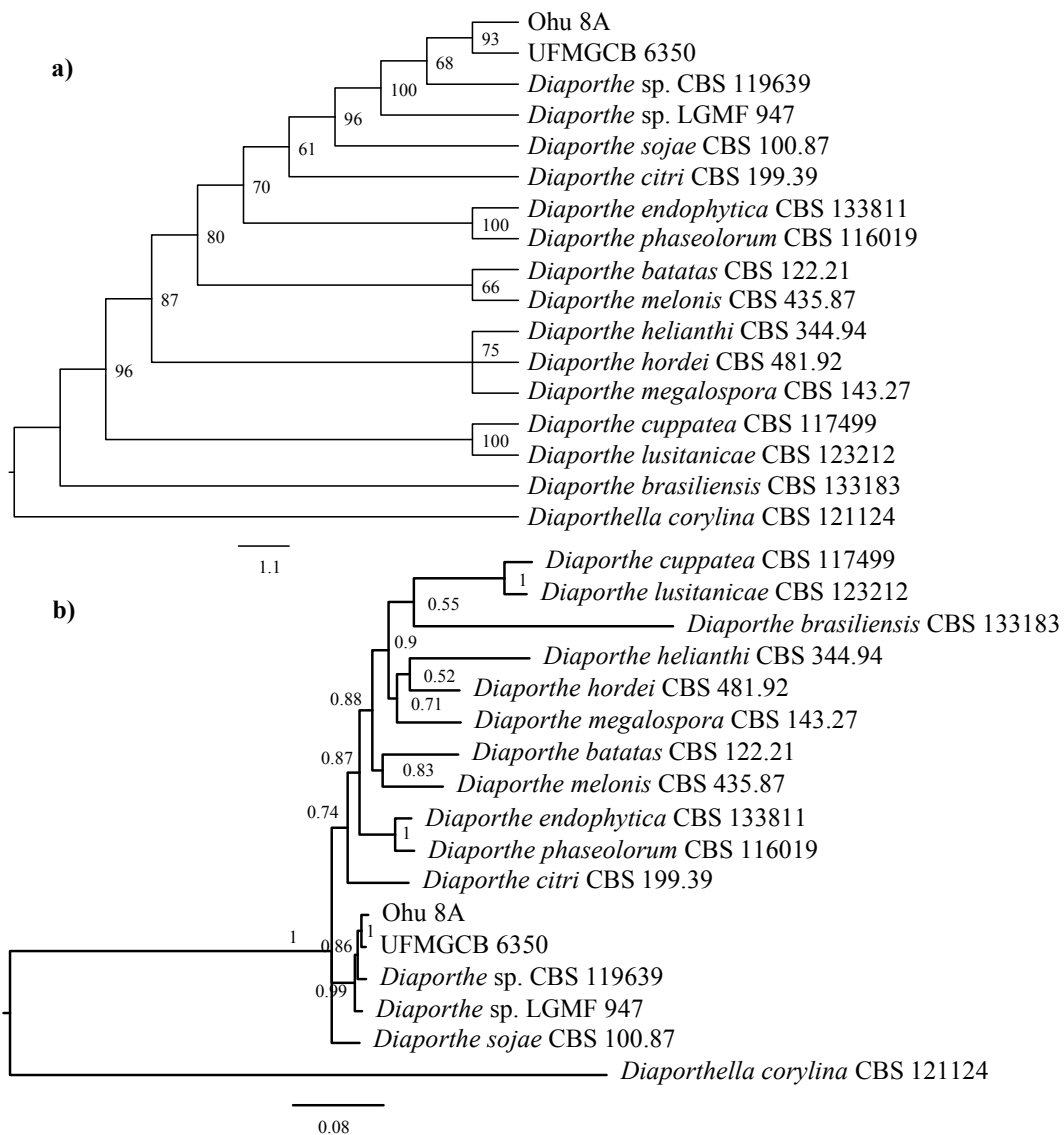 a)
Ohu 8A
93
UFMGCB 6350
68
Diaporthe sp. CBS 119639
100
Diaporthe sp. LGMF 947
96
Diaporthe sojae CBS 100.87
61
Diaporthe citri CBS 199.39
70
Diaporthe endophytica CBS 133811
100
Diaporthe phaseolorum CBS 116019
80
Diaporthe batatas CBS 122.21
66
Diaporthe melonis CBS 435.87
87
Diaporthe helianthi CBS 344.94
75
Diaporthe hordei CBS 481.92
96
Diaporthe megalospora CBS 143.27
Diaporthe cuppatea CBS 117499
100
Diaporthe lusitanicae CBS 123212
Diaporthe brasiliensis CBS 133183
Diaporthella corylina CBS 121124
1.1
b)
Diaporthe cuppatea CBS 117499
1
Diaporthe lusitanicae CBS 123212
0.55
Diaporthe brasiliensis CBS 133183
0.9
Diaporthe helianthi CBS 344.94
0.52
Diaporthe hordei CBS 481.92
0.88
0.71
Diaporthe megalospora CBS 143.27
0.87
Diaporthe batatas CBS 122.21
0.83
Diaporthe melonis CBS 435.87
0.74
Diaporthe endophytica CBS 133811
1
Diaporthe phaseolorum CBS 116019
Diaporthe citri CBS 199.39
Ohu 8A
1
1
0.86
UFMGCB 6350
Diaporthe sp. CBS 119639
0.99
Diaporthe sp. LGMF 947
Diaporthe sojae CBS 100.87
Diaporthella corylina CBS 121124
0.08